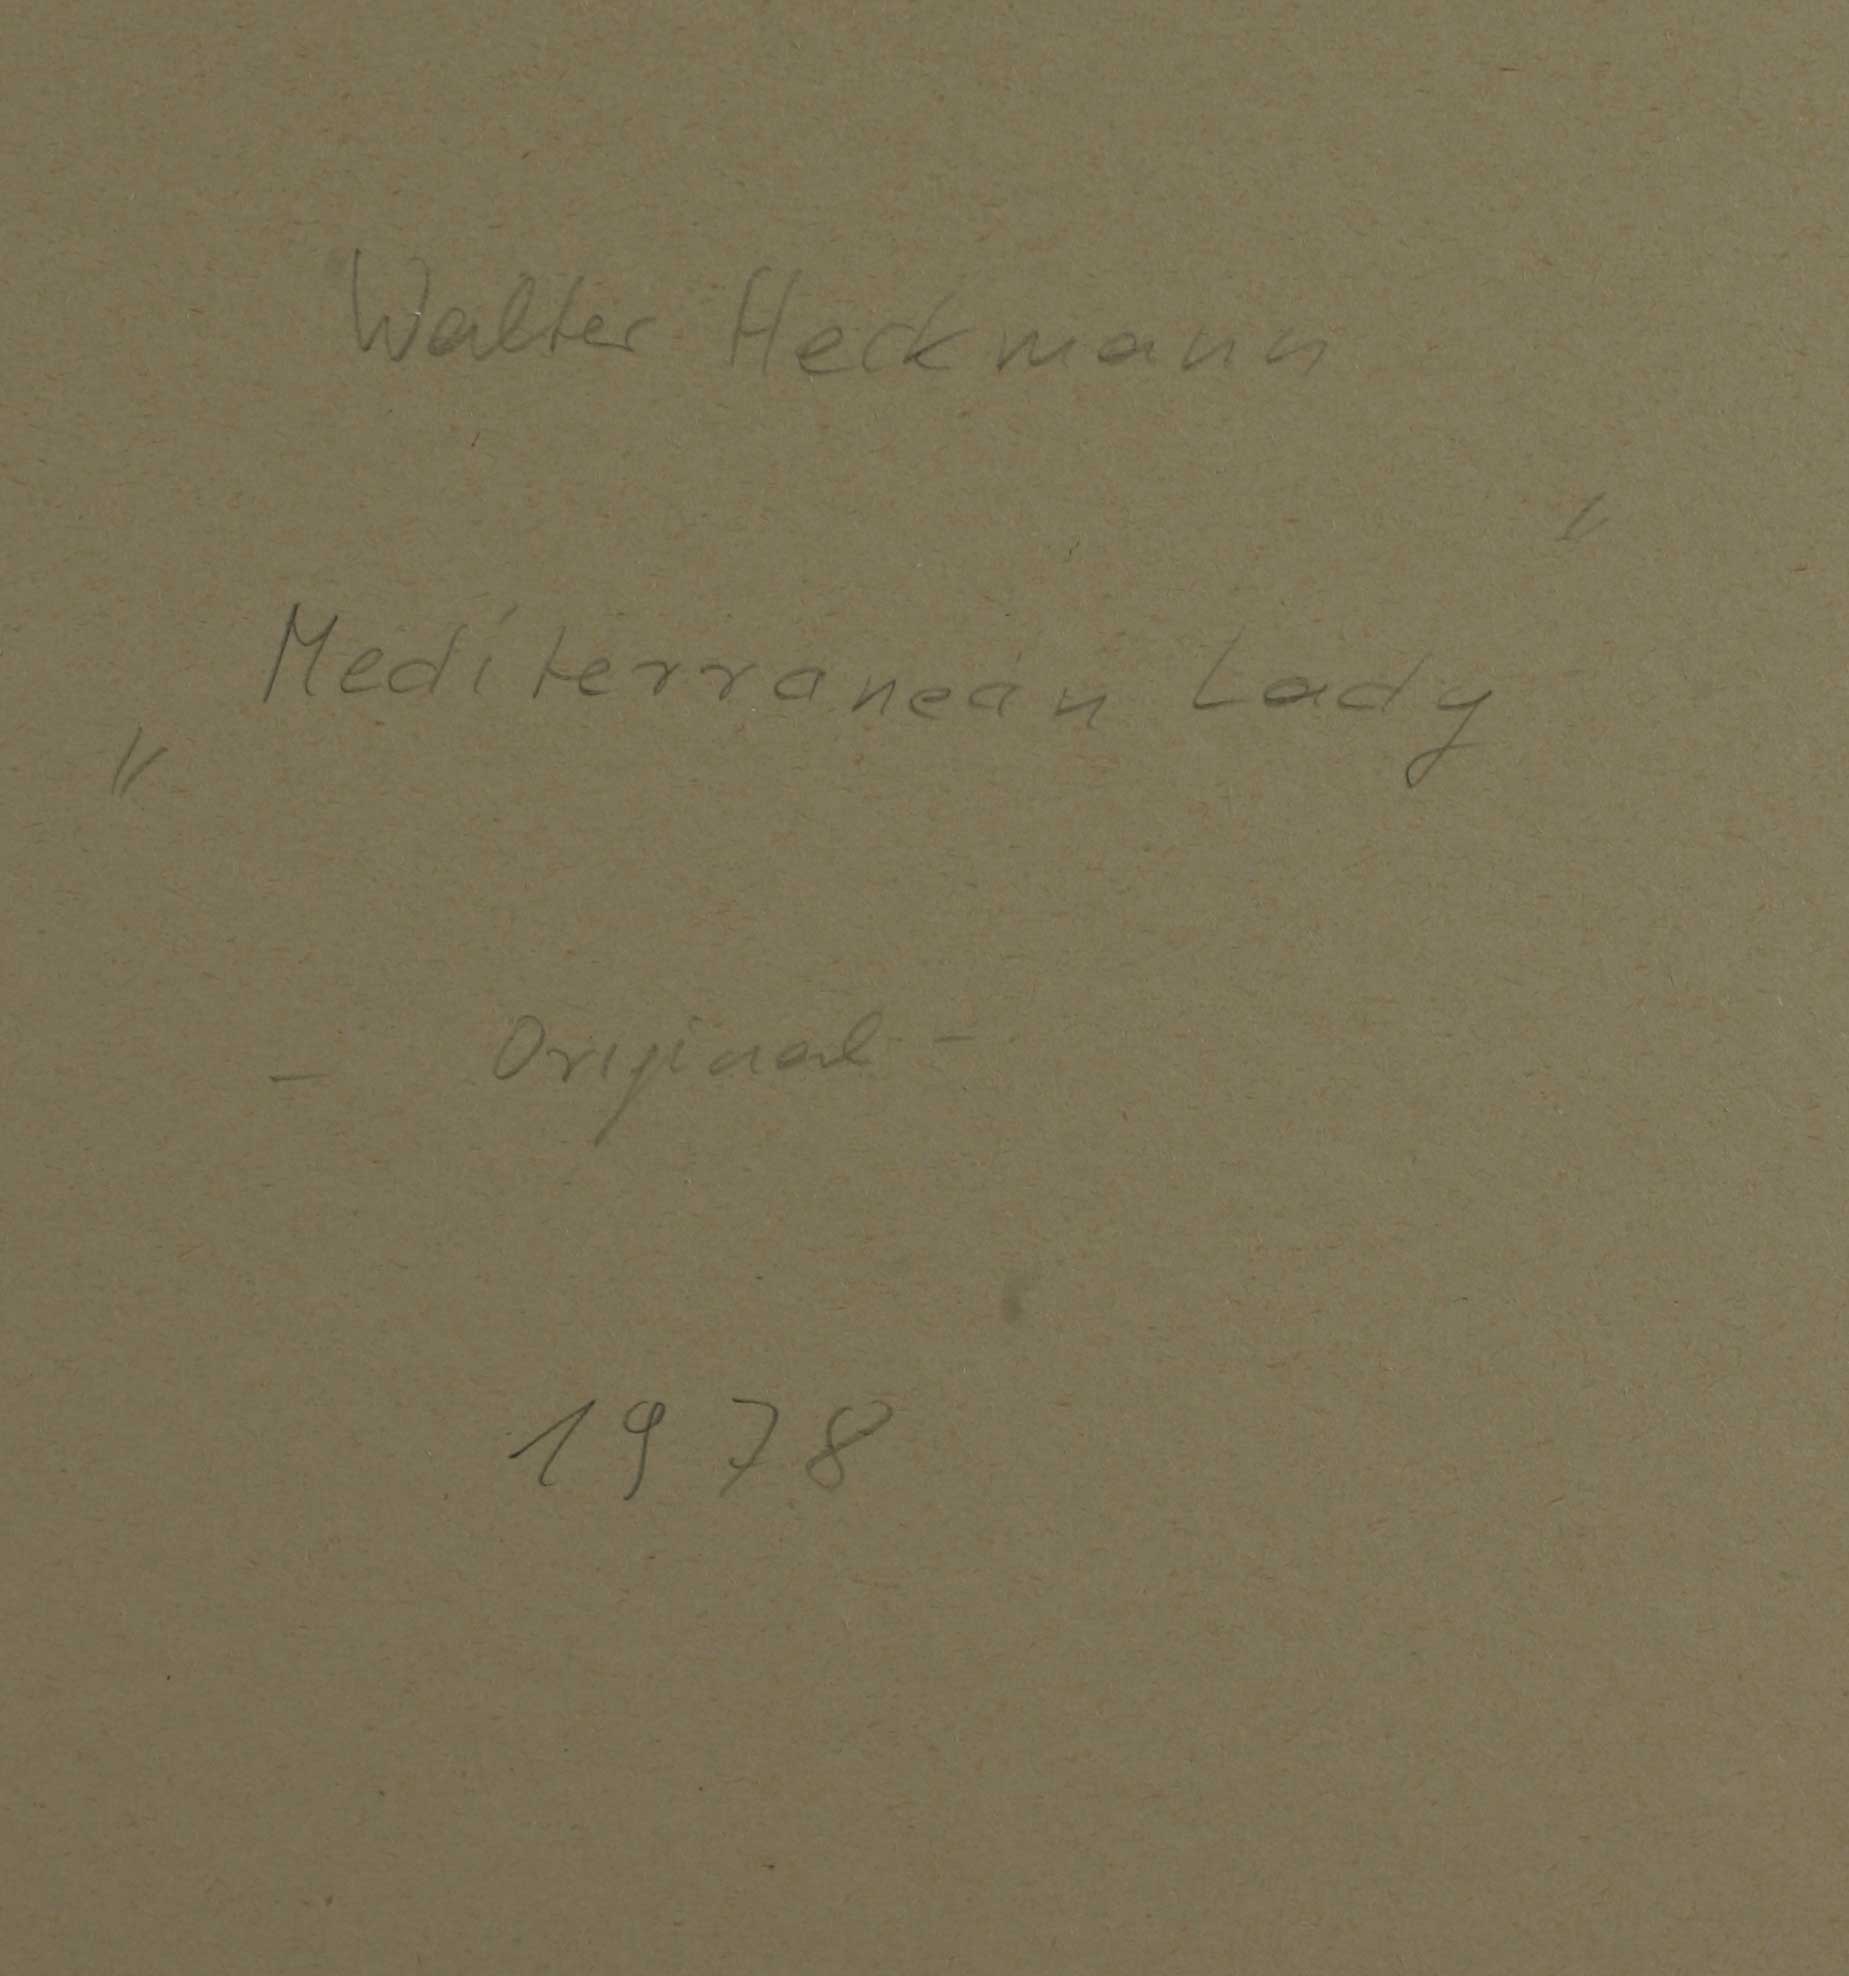 Walter Heckmann
„Mediterranean Lady"
- Original -
1978